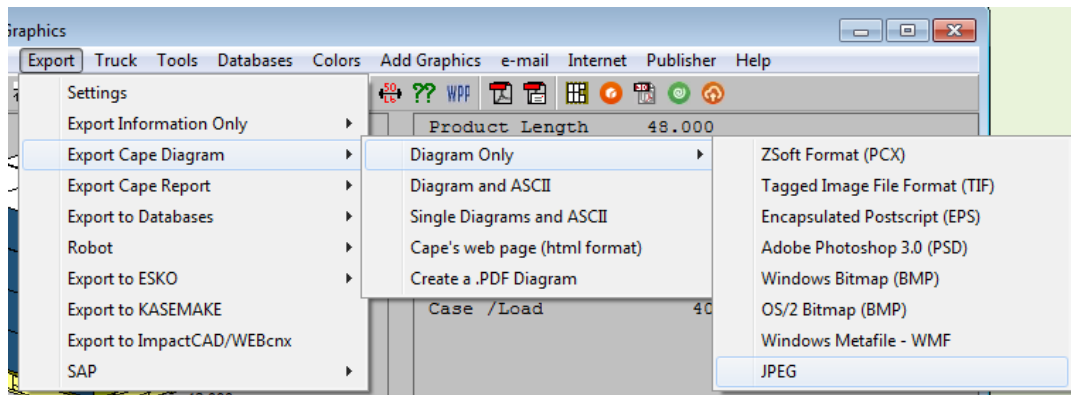 Graphics
Export Truck Tools Databases Colors Add Graphics e-mail Internet Publisher Help
Settings
50 LB ?? WPP
Export Information Only
Product Length 48.000
Export Cape Diagram
Diagram Only
ZSoft Format (PCX)
Export Cape Report
Diagram and ASCII
Tagged Image File Format (TIF)
Export to Databases
Single Diagrams and ASCII
Encapsulated Postscript (EPS)
Robot
Cape's web page (html format)
Adobe Photoshop 3.0 (PSD)
Export to ESKO
Create a .PDF Diagram
Windows Bitmap (BMP)
Export to KASEMAKE
Case /Load 40
OS/2 Bitmap (BMP)
Export to ImpactCAD/WEBcnx
Windows Metafile - WMF
SAP
JPEG